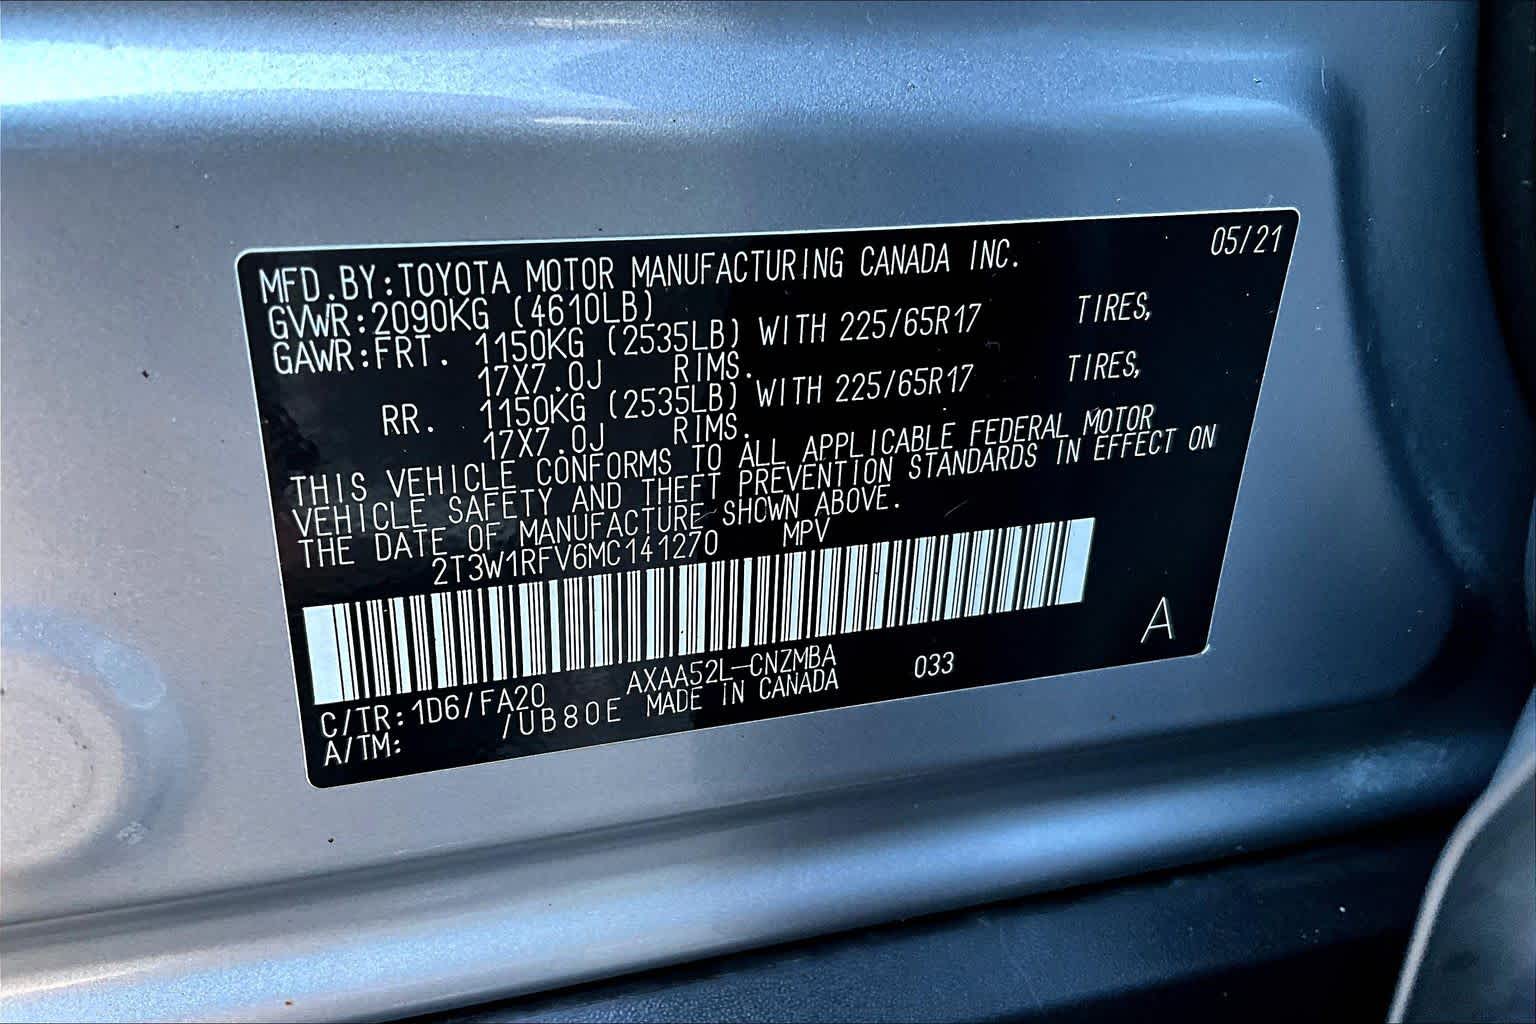 05/21
MFD.BY:TOYOTA MOTOR MANUFACTURING CANADA INC.
GVWR:2090KG (4610LB)
GAWR:FRT. 1150KG (2535LB) WITH 225/65R17 TIRES,
17X7.0J RIMS.
RR. 1150KG (2535LB) WITH 225/65R17 TIRES,
17X7.0J RIMS.
THIS VEHICLE CONFORMS TO ALL APPLICABLE FEDERAL MOTOR
VEHICLE SAFETY AND THEFT PREVENTION STANDARDS IN EFFECT ON
THE DATE OF MANUFACTURE SHOWN ABOVE.
2T3W1RFV6MC141270 MPV
A
C/TR:1D6/FA20 AXAA52L-CNZMBA 033
A/TM: /UB80E MADE IN CANADA